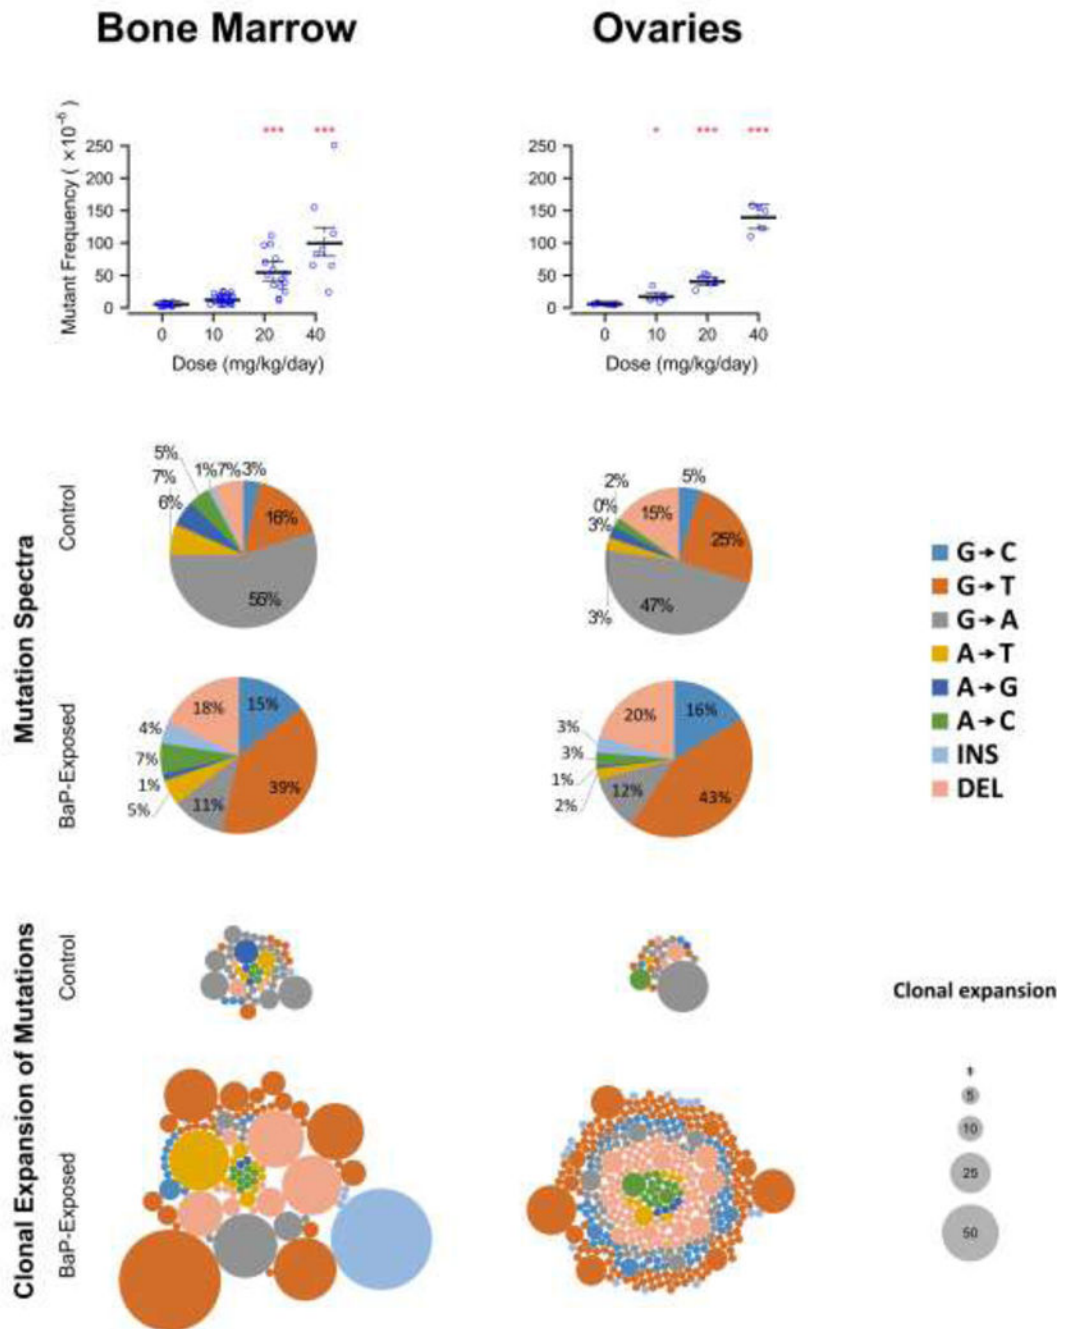 Bone Marrow
Ovaries
Mutant Frequency ( ×10⁻⁶ )
*** ***
250
200
150
100
50
0
0 10 20 40
Dose (mg/kg/day)
* *** ***
250
200
150
100
50
0
0 10 20 40
Dose (mg/kg/day)
Mutation Spectra
Control
5%
7%
6%
1% 7% 3%
16%
56%
2%
0%
3%
3%
15%
5%
25%
47%
BaP-Exposed
18%
15%
4%
7%
1%
5%
11%
39%
20%
16%
3%
3%
1%
2%
12%
43%
G→C
G→T
G→A
A→T
A→G
A→C
INS
DEL
Clonal Expansion of Mutations
Control
BaP-Exposed
Clonal expansion
1
5
10
25
50